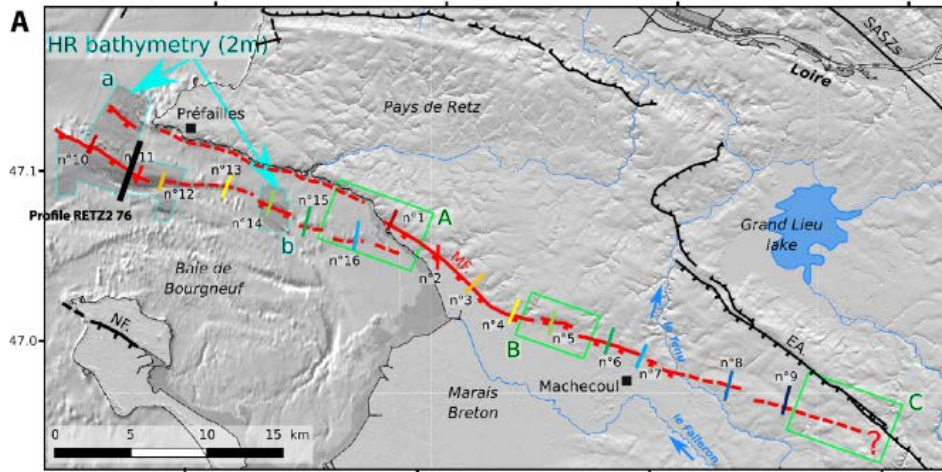 A
HR bathymetry (2m)
a
SASZs
Loire
Préfailles
Pays de Retz
47.1
n°10
n°11
n°12
n°13
n°14
n°15
n°16
n°1
A
Profile RETZ2 76
b
Grand Lieu
lake
Baie de
Bourgneuf
MF.
n°2
n°3
n°4
n°5
B
n°6
n°7
le Tenu
n°8
n°9
EA.
C
NF.
47.0
Machecoul
Marais
Breton
le Falleron
?
0 5 10 15 km